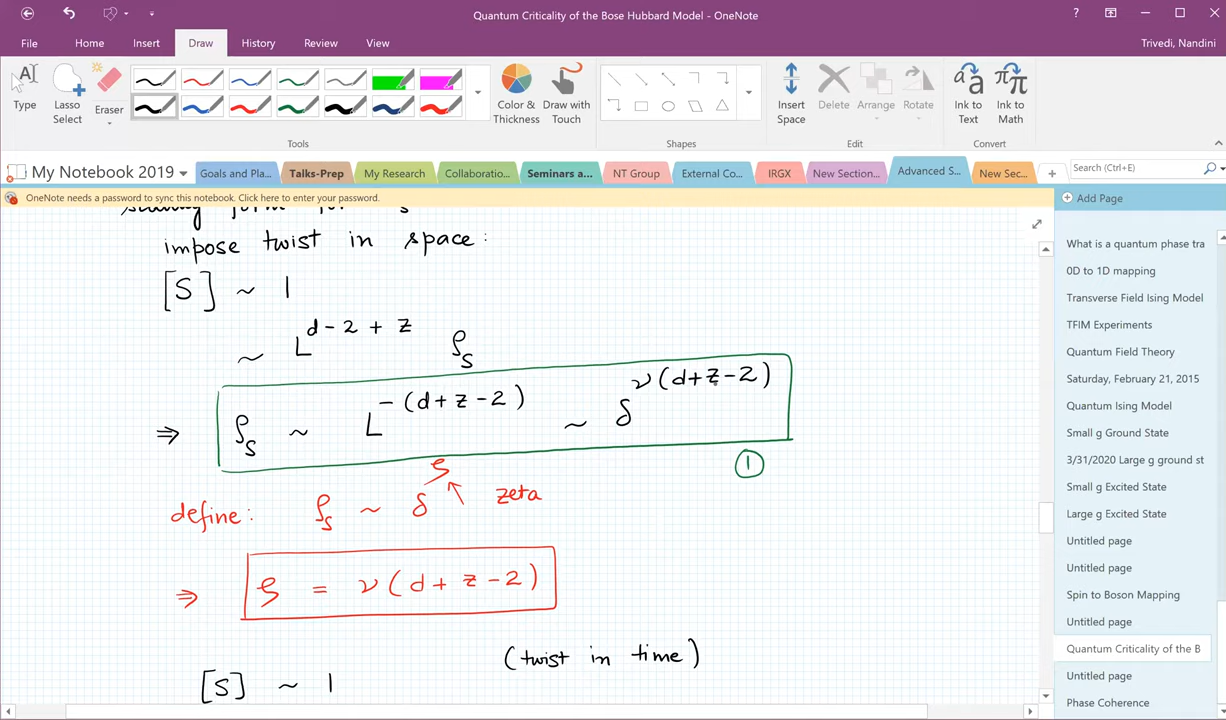 Quantum Criticality of the Bose Hubbard Model - OneNote
Trivedi, Nandini
File Home Insert Draw History Review View
Type
Lasso Select
Eraser
Color & Thickness
Draw with Touch
Insert Space
Delete
Arrange
Rotate
Ink to Text
Ink to Math
Tools
Shapes
Edit
Convert
My Notebook 2019
Goals and Pla...
Talks-Prep
My Research
Collaboratio...
Seminars a...
NT Group
External Co...
IRGX
New Section...
Advanced S...
New Sec...
Search (Ctrl+E)
OneNote needs a password to sync this notebook. Click here to enter your password.
Add Page
impose twist in space:
[S] ~ 1
~ L^{d-2+z} ρ_s
⇒ ρ_s ~ L^{-(d+z-2)} ~ δ^{ν(d+z-2)}
①
define: ρ_s ~ δ^ζ ↖ zeta
⇒ ζ = ν(d+z-2)
(twist in time)
[S] ~ 1
What is a quantum phase tra
0D to 1D mapping
Transverse Field Ising Model
TFIM Experiments
Quantum Field Theory
Saturday, February 21, 2015
Quantum Ising Model
Small g Ground State
3/31/2020 Large g ground st
Small g Excited State
Large g Excited State
Untitled page
Untitled page
Spin to Boson Mapping
Untitled page
Quantum Criticality of the B
Untitled page
Phase Coherence